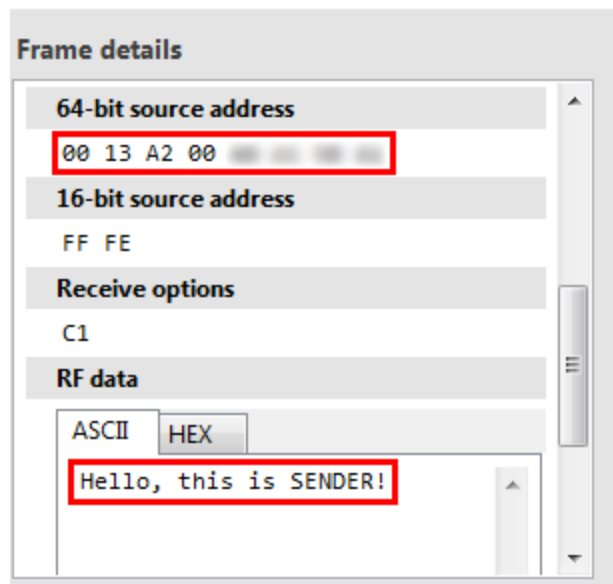 Frame details
64-bit source address
00 13 A2 00
16-bit source address
FF FE
Receive options
C1
RF data
ASCII HEX
Hello, this is SENDER!